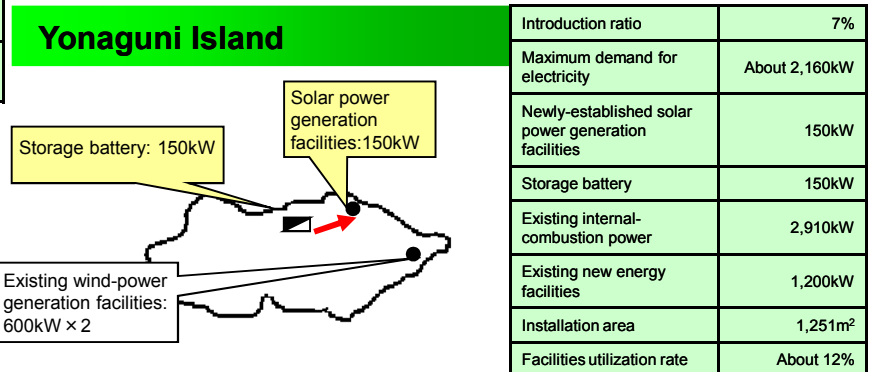 Yonaguni Island
Solar power
generation
facilities:150kW
Storage battery: 150kW
Existing wind-power
generation facilities:
600kW × 2
Introduction ratio 7%
Maximum demand for
electricity About 2,160kW
Newly-established solar
power generation
facilities 150kW
Storage battery 150kW
Existing internal-
combustion power 2,910kW
Existing new energy
facilities 1,200kW
Installation area 1,251m²
Facilities utilization rate About 12%